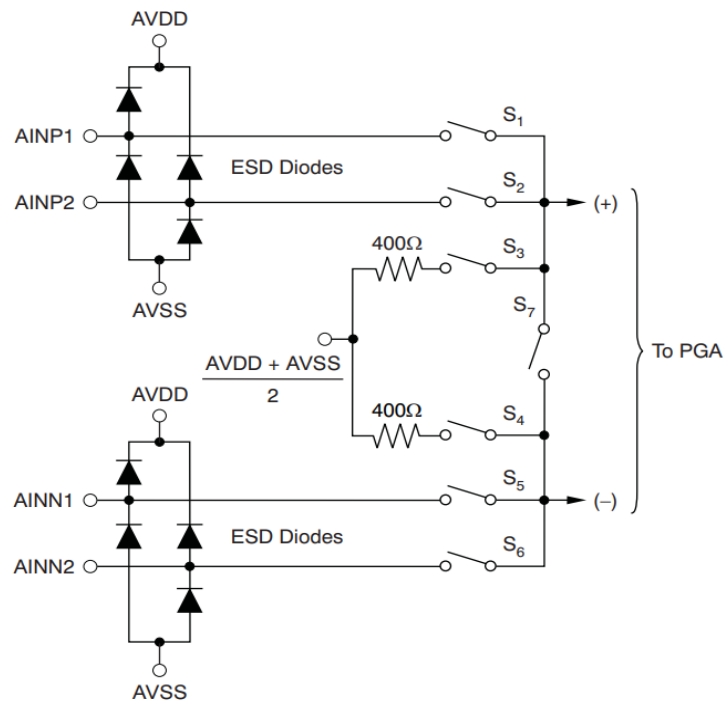 AVDD
AINP1
S1
ESD Diodes
AINP2
S2
(+)
400Ω
S3
AVSS
S7
AVDD + AVSS
2
To PGA
AVDD
400Ω
S4
AINN1
S5
(−)
ESD Diodes
AINN2
S6
AVSS